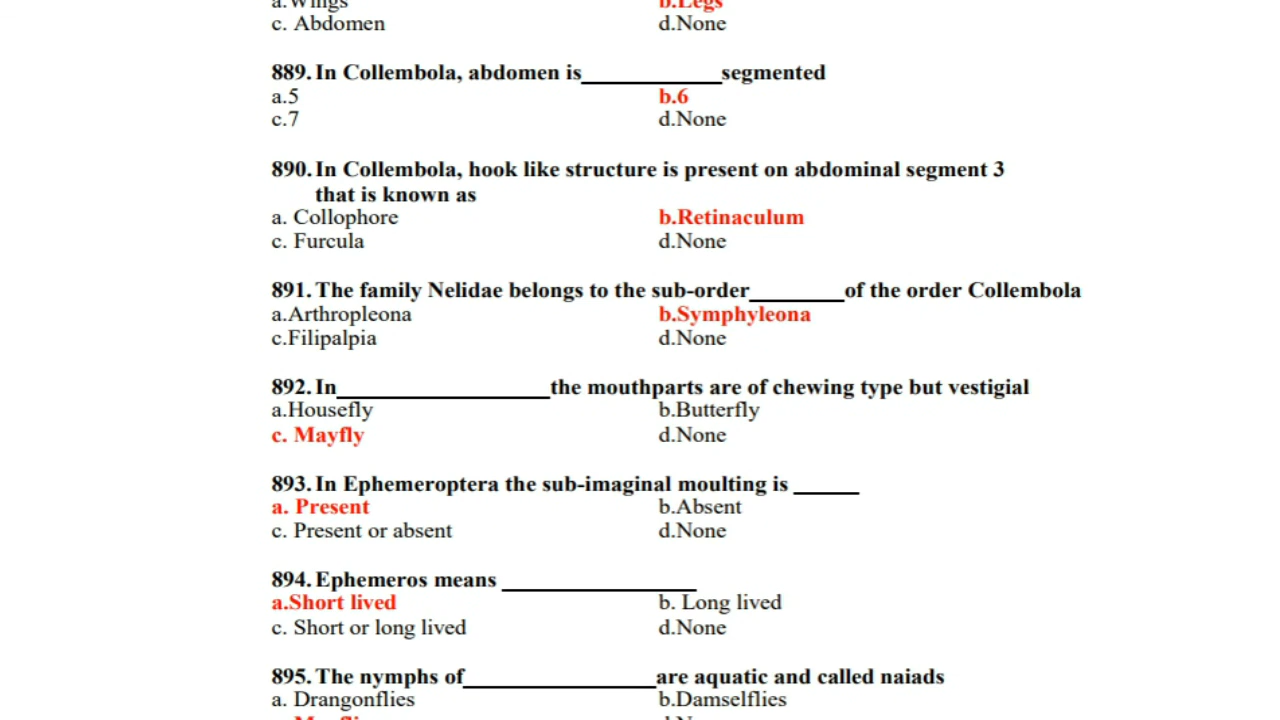 a.Wings b.Legs
c. Abdomen d.None
889. In Collembola, abdomen is____________segmented
a.5 b.6
c.7 d.None
890. In Collembola, hook like structure is present on abdominal segment 3
that is known as
a. Collophore b.Retinaculum
c. Furcula d.None
891. The family Nelidae belongs to the sub-order________of the order Collembola
a.Arthropleona b.Symphyleona
c.Filipalpia d.None
892. In__________________the mouthparts are of chewing type but vestigial
a.Housefly b.Butterfly
c. Mayfly d.None
893. In Ephemeroptera the sub-imaginal moulting is ______
a. Present b.Absent
c. Present or absent d.None
894. Ephemeros means _________________
a.Short lived b. Long lived
c. Short or long lived d.None
895. The nymphs of________________are aquatic and called naiads
a. Drangonflies b.Damselflies